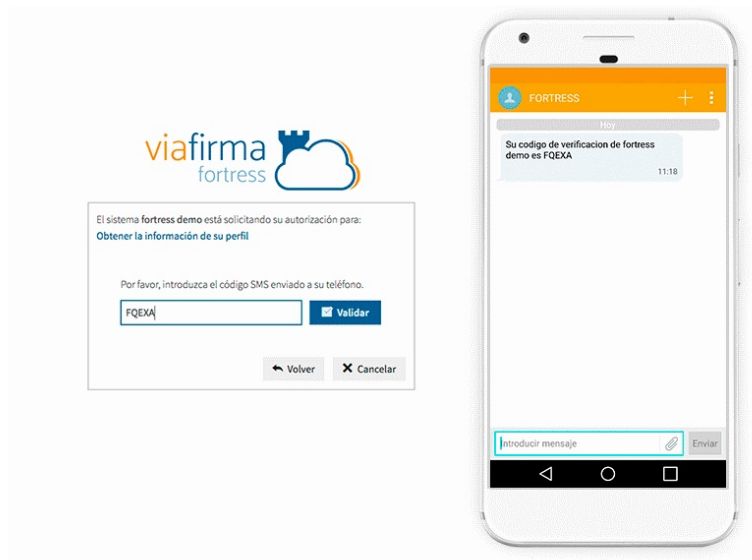 viafirma
fortress
El sistema fortress demo está solicitando su autorización para:
Obtener la información de su perfil
Por favor, introduzca el código SMS enviado a su teléfono.
FQEXA
Validar
Volver
Cancelar
FORTRESS
Hoy
Su codigo de verificacion de fortress
demo es FQEXA
11:18
Introducir mensaje
Enviar